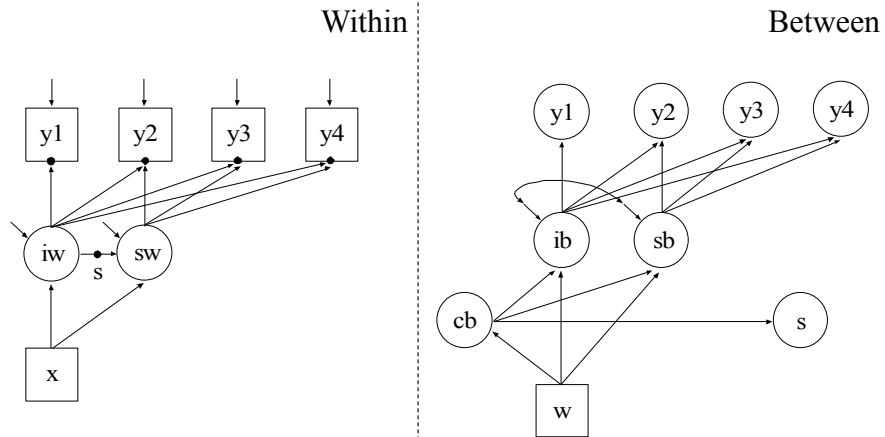 Within
Between
y1 y2 y3 y4
y1 y2 y3 y4
iw s sw
ib sb
cb s
x
w